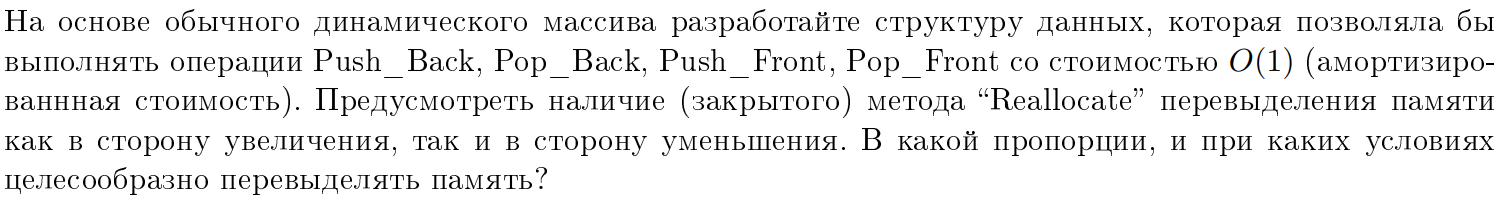 На основе обычного динамического массива разработайте структуру данных, которая позволяла бы
выполнять операции Push_Back, Pop_Back, Push_Front, Pop_Front со стоимостью O(1) (амортизиро-
ваннная стоимость). Предусмотреть наличие (закрытого) метода “Reallocate” перевыделения памяти
как в сторону увеличения, так и в сторону уменьшения. В какой пропорции, и при каких условиях
целесообразно перевыделять память?